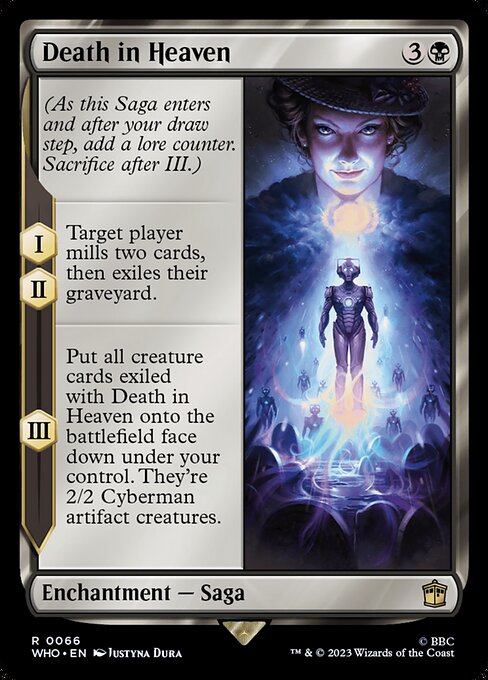 Death in Heaven 3
(As this Saga enters
and after your draw
step, add a lore counter.
Sacrifice after III.)
I
Target player
mills two cards,
II
then exiles their
graveyard.
Put all creature
cards exiled
with Death in
Heaven onto the
III
battlefield face
down under your
control. They're
2/2 Cyberman
artifact creatures.
Enchantment — Saga
R 0066
© BBC
WHO • EN Justyna Dura
™ & © 2023 Wizards of the Coast